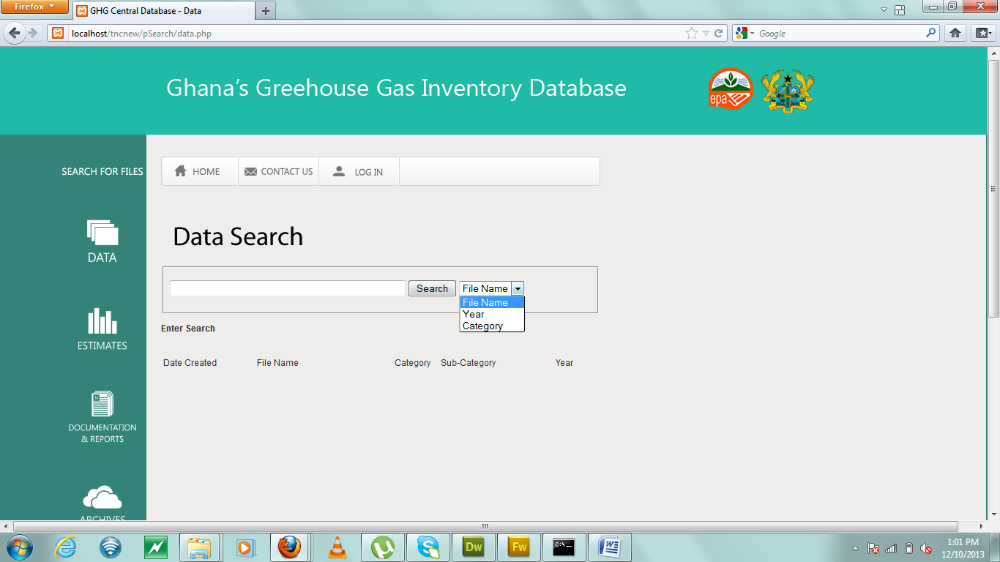 Firefox
GHG Central Database - Data
localhost/tncnew/pSearch/data.php
Google
Ghana's Greehouse Gas Inventory Database
epa
SEARCH FOR FILES
HOME
CONTACT US
LOG IN
Data Search
DATA
Search
File Name
File Name
Year
Category
Enter Search
ESTIMATES
Date Created
File Name
Category
Sub-Category
Year
DOCUMENTATION
& REPORTS
ARCHIVES
Dw
Fw
C:\
W
1:01 PM
12/10/2013